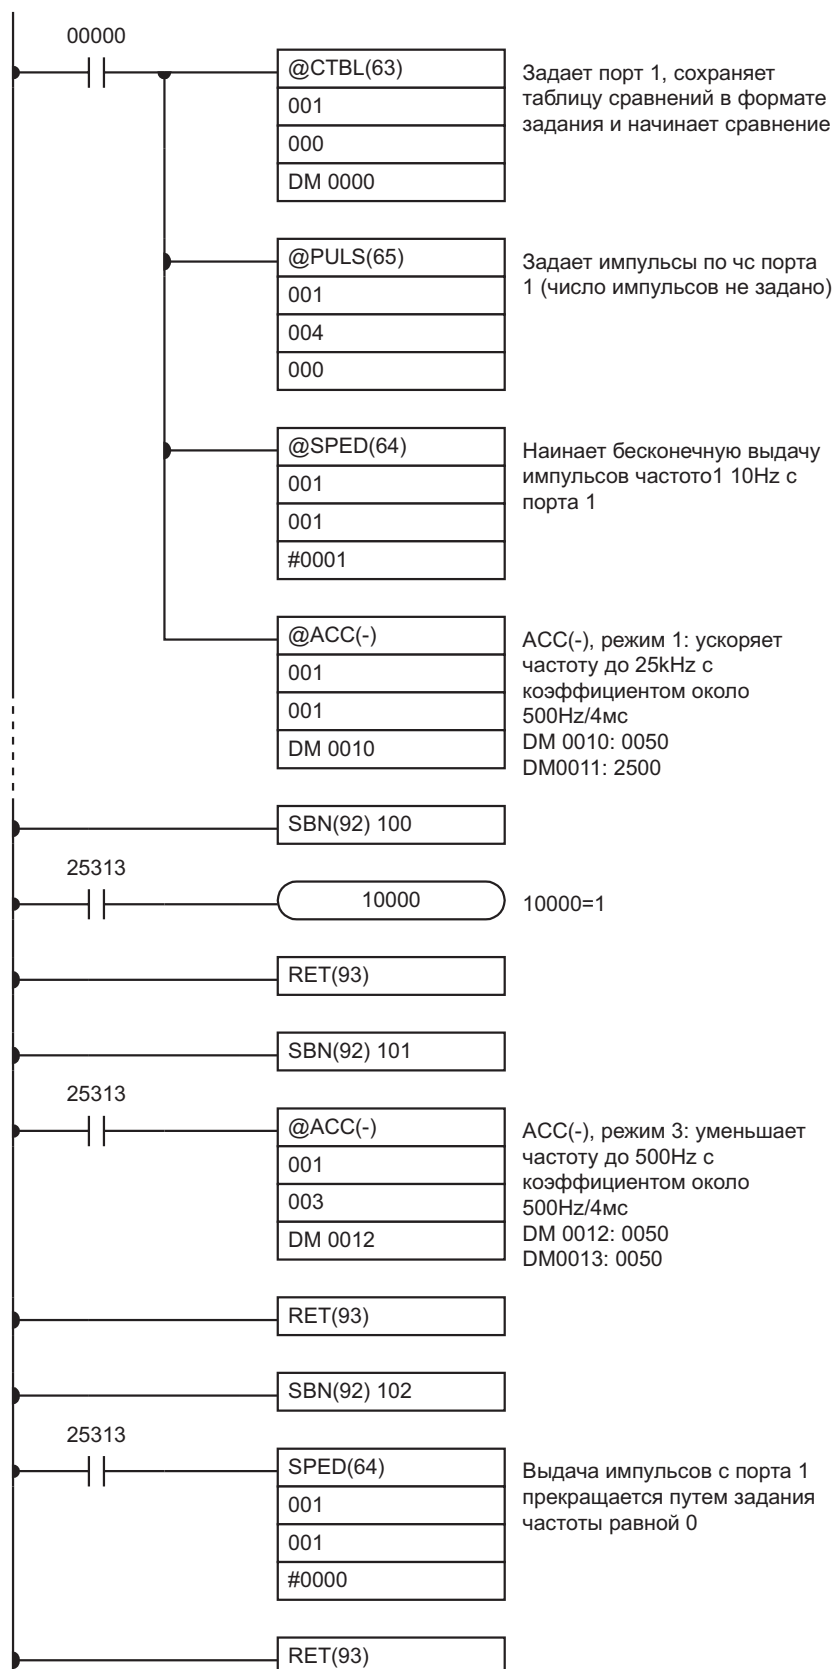 00000
@CTBL(63)
001
000
DM 0000
Задает порт 1, сохраняет
таблицу сравнений в формате
задания и начинает сравнение
@PULS(65)
001
004
000
Задает импульсы по чс порта
1 (число импульсов не задано)
@SPED(64)
001
001
#0001
Наинает бесконечную выдачу
импульсов частото1 10Hz с
порта 1
@ACC(-)
001
001
DM 0010
ACC(-), режим 1: ускоряет
частоту до 25kHz с
коэффициентом около
500Hz/4мс
DM 0010: 0050
DM0011: 2500
SBN(92) 100
25313
10000
10000=1
RET(93)
SBN(92) 101
25313
@ACC(-)
001
003
DM 0012
ACC(-), режим 3: уменьшает
частоту до 500Hz с
коэффициентом около
500Hz/4мс
DM 0012: 0050
DM0013: 0050
RET(93)
SBN(92) 102
25313
SPED(64)
001
001
#0000
Выдача импульсов с порта 1
прекращается путем задания
частоты равной 0
RET(93)